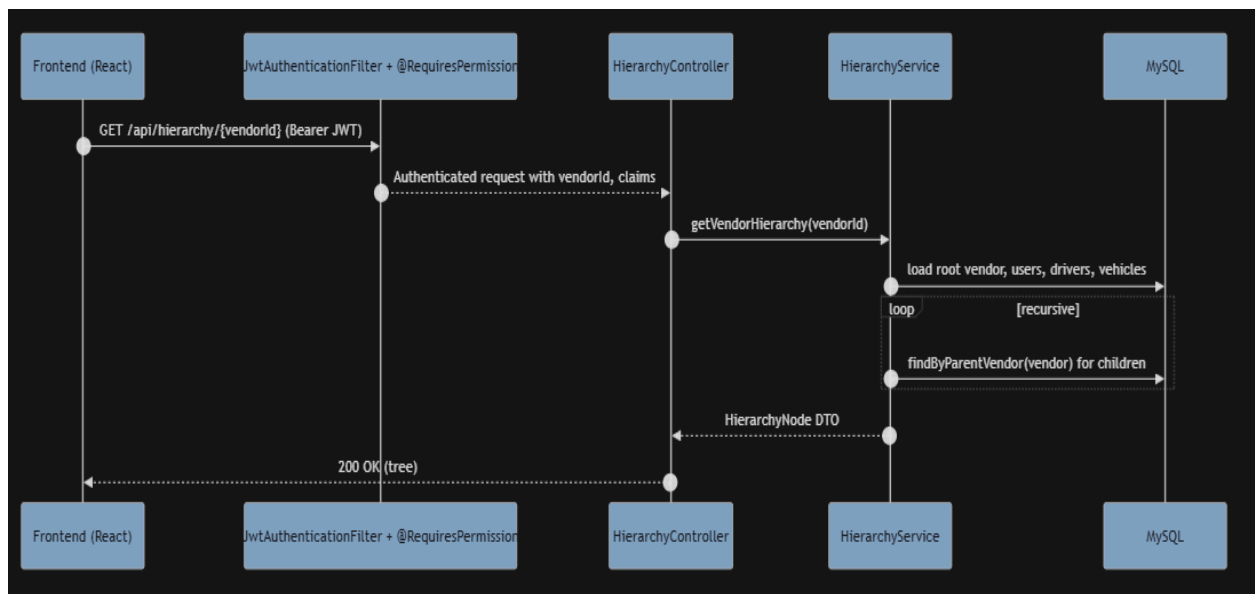 Frontend (React)
JwtAuthenticationFilter + @RequiresPermission
HierarchyController
HierarchyService
MySQL
GET /api/hierarchy/{vendorId} (Bearer JWT)
Authenticated request with vendorId, claims
getVendorHierarchy(vendorId)
load root vendor, users, drivers, vehicles
loop
[recursive]
findByParentVendor(vendor) for children
HierarchyNode DTO
200 OK (tree)
Frontend (React)
JwtAuthenticationFilter + @RequiresPermission
HierarchyController
HierarchyService
MySQL